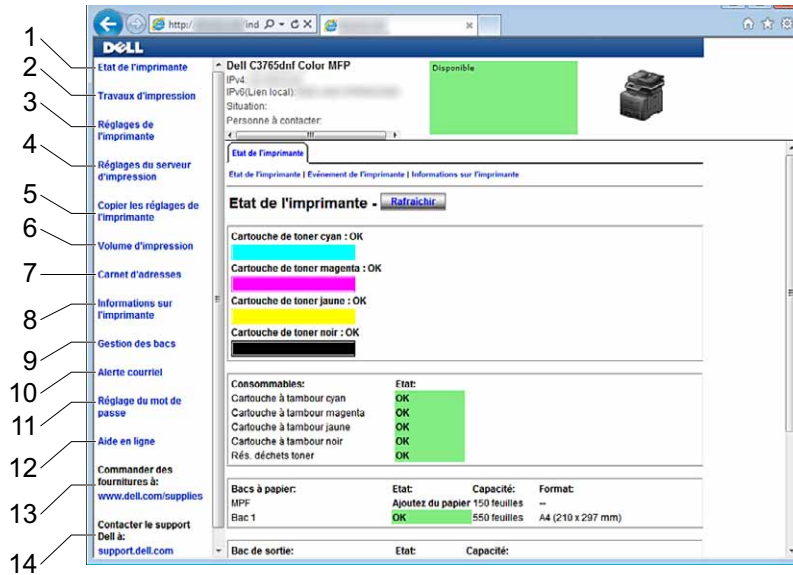 http:/ ind
DELL
1
2
3
4
5
6
7
8
9
10
11
12
13
14
Etat de l'imprimante
Travaux d'impression
Réglages de
l'imprimante
Réglages du serveur
d'impression
Copier les réglages de
l'imprimante
Volume d'impression
Carnet d'adresses
Informations sur
l'imprimante
Gestion des bacs
Alerte courriel
Réglage du mot de
passe
Aide en ligne
Commander des
fournitures à:
www.dell.com/supplies
Contacter le support
Dell à:
support.dell.com
Dell C3765dnf Color MFP
IPv4:
IPv6(Lien local):
Situation:
Personne à contacter:
Disponible
Etat de l'imprimante
Etat de l'imprimante | Evénement de l'imprimante | Informations sur l'imprimante
Etat de l'imprimante - Rafraîchir
Cartouche de toner cyan : OK
Cartouche de toner magenta : OK
Cartouche de toner jaune : OK
Cartouche de toner noir : OK
Consommables: Etat:
Cartouche à tambour cyan OK
Cartouche à tambour magenta OK
Cartouche à tambour jaune OK
Cartouche à tambour noir OK
Rés. déchets toner OK
Bacs à papier: Etat: Capacité: Format:
MPF Ajoutez du papier 150 feuilles --
Bac 1 OK 550 feuilles A4 (210 x 297 mm)
Bac de sortie: Etat: Capacité: